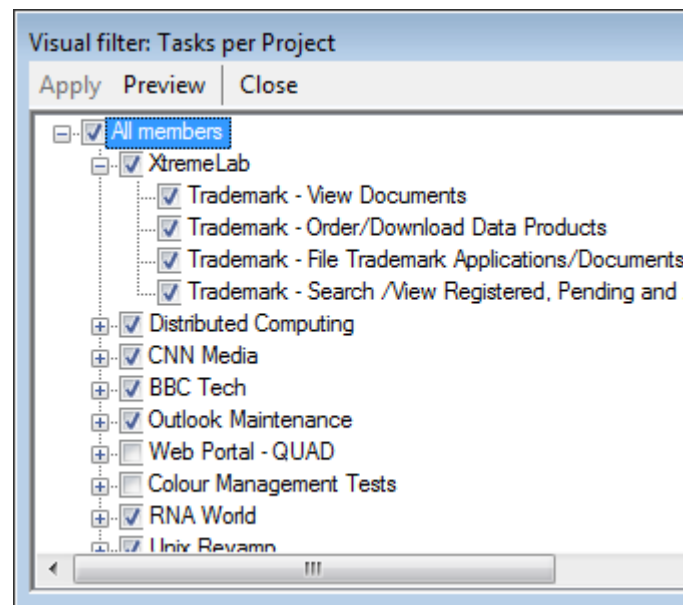 Visual filter: Tasks per Project
Apply Preview Close
All members
XtremeLab
Trademark - View Documents
Trademark - Order/Download Data Products
Trademark - File Trademark Applications/Documents
Trademark - Search /View Registered, Pending and
Distributed Computing
CNN Media
BBC Tech
Outlook Maintenance
Web Portal - QUAD
Colour Management Tests
RNA World
Unix Revamp